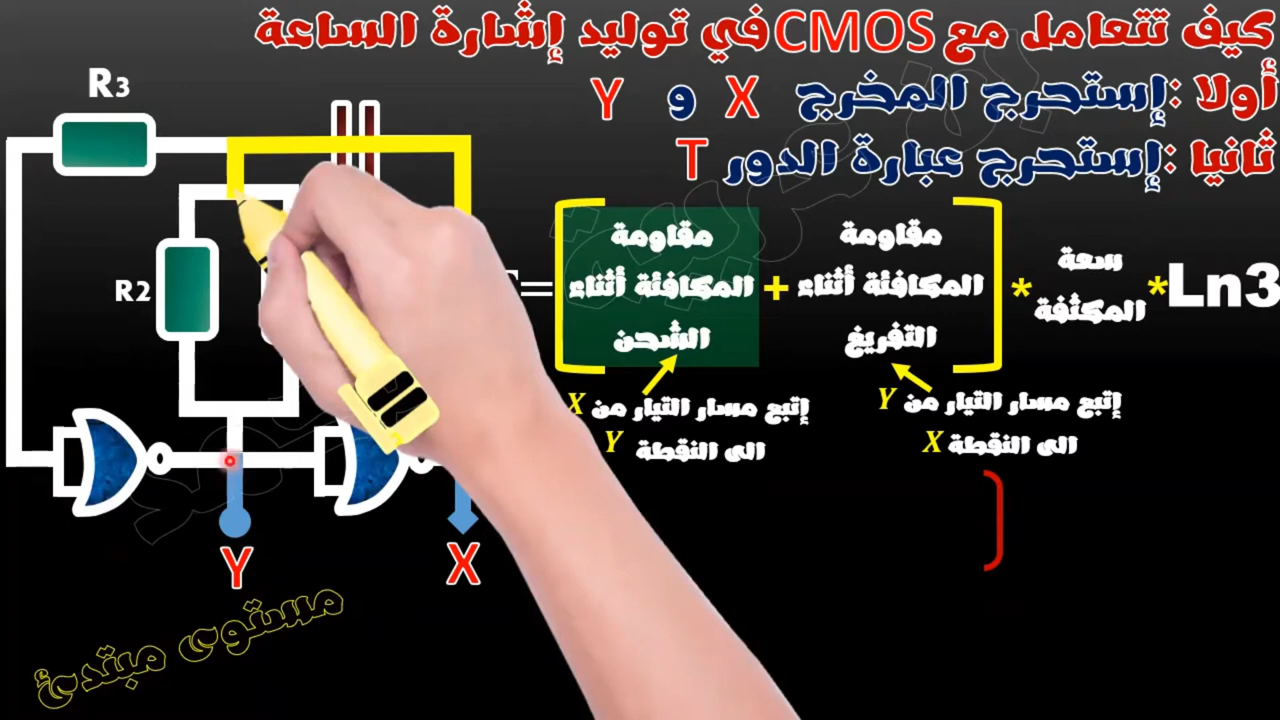 كيف تتعامل مع CMOS في توليد إشارة الساعة
أولا :إستحرج المخرج X و Y
ثانيا :إستحرج عبارة الدور T
R3
R2
=
مقاومة
المكافئة أثناء
الشحن
+
مقاومة
المكافئة أثناء
التفريغ
*
سعة
المكثفة
*Ln3
إتبع مسار التيار من X
الى النقطة Y
إتبع مسار التيار من Y
الى النقطة X
Y
X
مستوى مبتدئ